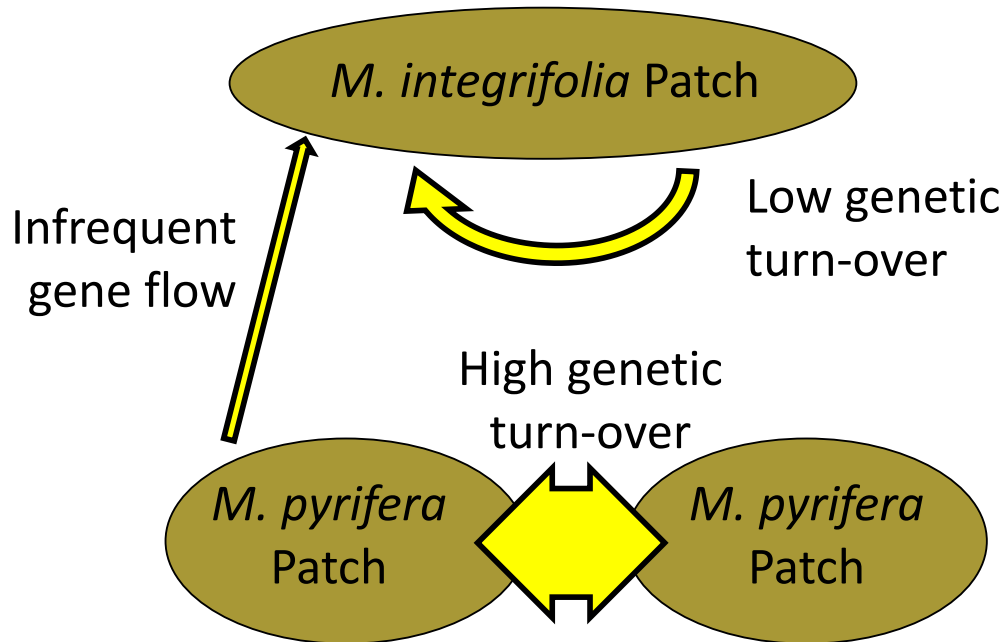 M. integrifolia Patch
Infrequent
gene flow
Low genetic
turn-over
High genetic
turn-over
M. pyrifera
Patch
M. pyrifera
Patch